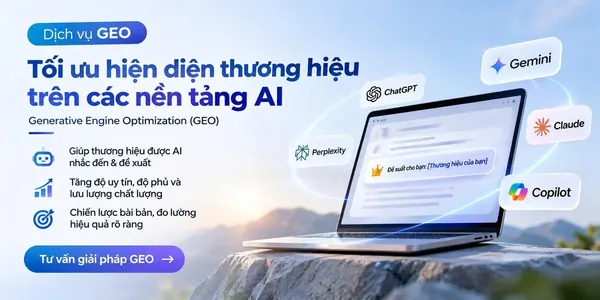 Dịch vụ GEO
Tối ưu hiện diện thương hiệu
trên các nền tảng AI
Generative Engine Optimization (GEO)
Giúp thương hiệu được AI
nhắc đến & đề xuất
Tăng độ uy tín, độ phủ và
lưu lượng chất lượng
Chiến lược bài bản, đo lường
hiệu quả rõ ràng
Tư vấn giải pháp GEO →
ChatGPT
Gemini
Perplexity
Claude
Copilot
Đề xuất cho bạn: [Thương hiệu của bạn]